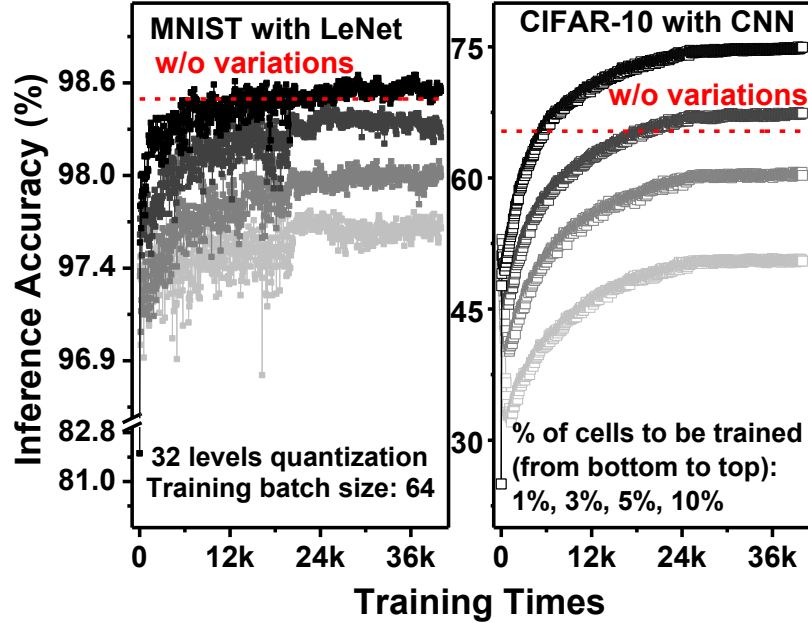 MNIST with LeNet
w/o variations
98.6
98.0
97.4
96.9
82.8
81.0
Inference Accuracy (%)
32 levels quantization
Training batch size: 64
0
12k
24k
36k
CIFAR-10 with CNN
w/o variations
75
60
45
30
% of cells to be trained
(from bottom to top):
1%, 3%, 5%, 10%
0
12k
24k
36k
Training Times